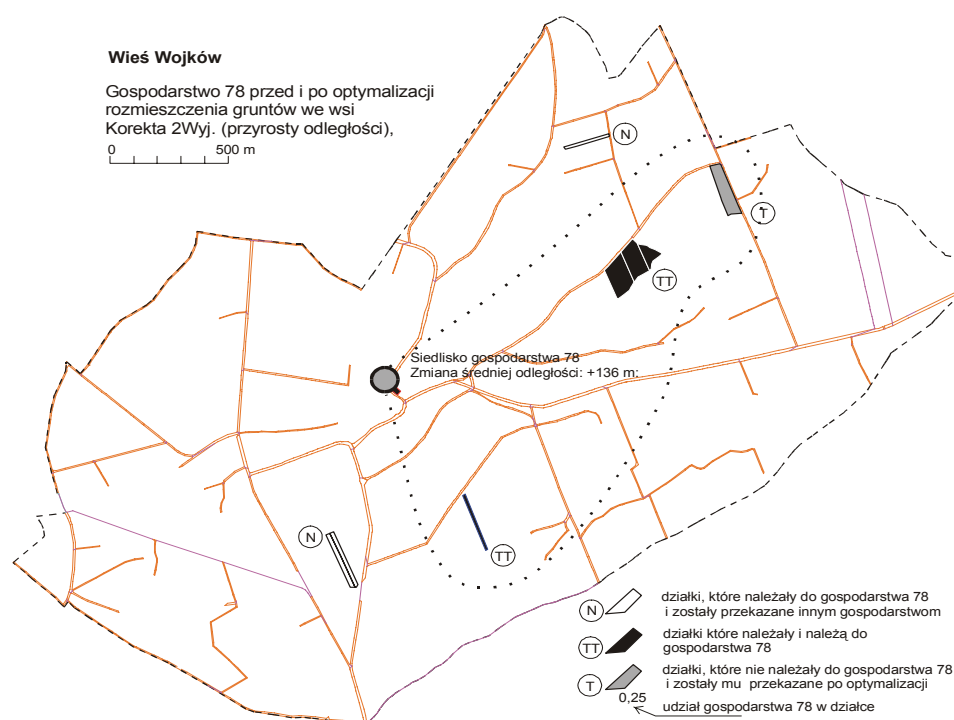 Wieś Wojków
Gospodarstwo 78 przed i po optymalizacji
rozmieszczenia gruntów we wsi
Korekta 2Wyj. (przyrosty odległości),
0 500 m
N
T
TT
Siedlisko gospodarstwa 78
Zmiana średniej odległości: +136 m;
N
TT
N
działki, które należały do gospodarstwa 78
i zostały przekazane innym gospodarstwom
TT
działki które należały i należą do
gospodarstwa 78
T
działki, które nie należały do gospodarstwa 78
i zostały mu przekazane po optymalizacji
0,25
udział gospodarstwa 78 w działce